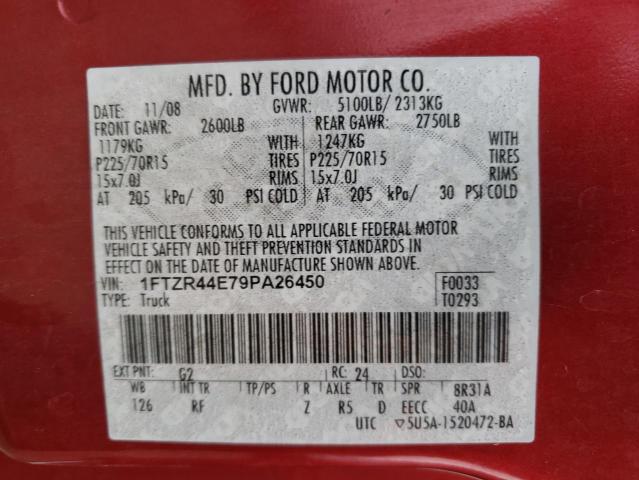 MFD. BY FORD MOTOR CO.
DATE: 11/08 GVWR: 5100LB/ 2313KG
FRONT GAWR: 2600LB REAR GAWR: 2750LB
1179KG WITH 1247KG WITH
P225/70R15 TIRES P225/70R15 TIRES
15x7.0J RIMS 15x7.0J RIMS
AT 205 kPa/ 30 PSI COLD AT 205 kPa/ 30 PSI COLD
THIS VEHICLE CONFORMS TO ALL APPLICABLE FEDERAL MOTOR
VEHICLE SAFETY AND THEFT PREVENTION STANDARDS IN
EFFECT ON THE DATE OF MANUFACTURE SHOWN ABOVE.
VIN: 1FTZR44E79PA26450 F0033
TYPE: Truck T0293
EXT PNT: G2 RC: 24 DSO:
WB INT TR TP/PS R AXLE TR SPR 8R31A
126 RF Z R5 D EECC 40A
UTC ▽5U5A-1520472-BA